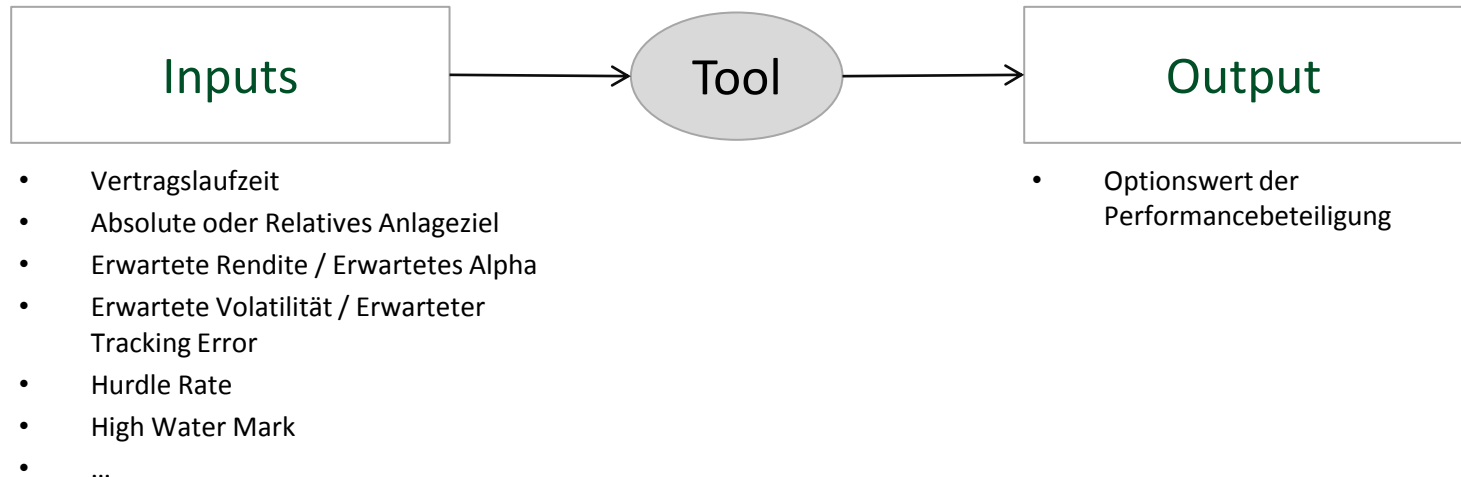 Inputs
Tool
Output
• Vertragslaufzeit
• Absolute oder Relatives Anlageziel
• Erwartete Rendite / Erwartetes Alpha
• Erwartete Volatilität / Erwarteter
Tracking Error
• Hurdle Rate
• High Water Mark
• ...
• Optionswert der
Performancebeteiligung